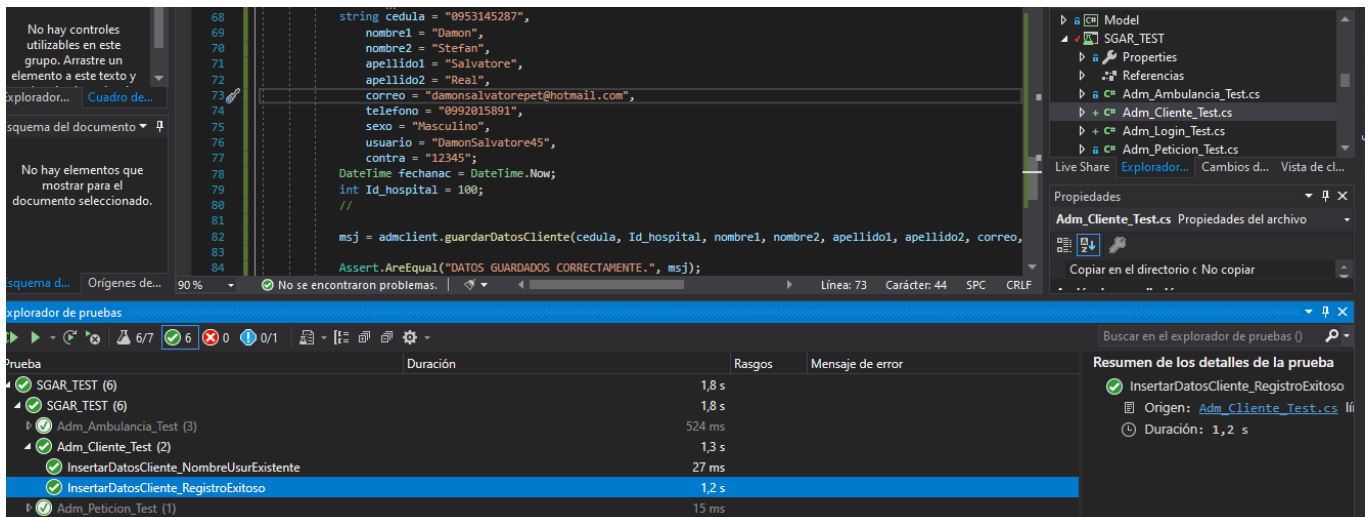 No hay controles
utilizables en este
grupo. Arrastre un
elemento a este texto y
Explorador... Cuadro de...
Esquema del documento
No hay elementos que
mostrar para el
documento seleccionado.
Esquema d... Orígenes de...
68 string cedula = "0953145287",
69 nombre1 = "Damon",
70 nombre2 = "Stefan",
71 apellido1 = "Salvatore",
72 apellido2 = "Real",
73 correo = "damonsalvatorepet@hotmail.com",
74 telefono = "0992015891",
75 sexo = "Masculino",
76 usuario = "DamonSalvatore45",
77 contra = "12345";
78 DateTime fechanac = DateTime.Now;
79 int Id_hospital = 100;
80 //
81
82 msj = admclient.guardarDatosCliente(cedula, Id_hospital, nombre1, nombre2, apellido1, apellido2, correo,
83
84 Assert.AreEqual("DATOS GUARDADOS CORRECTAMENTE.", msj);
90 % No se encontraron problemas. Línea: 73 Carácter: 44 SPC CRLF
C# Model
SGAR_TEST
Properties
Referencias
C# Adm_Ambulancia_Test.cs
+ C# Adm_Cliente_Test.cs
+ C# Adm_Login_Test.cs
C# Adm_Peticion_Test.cs
Live Share Explorador... Cambios d... Vista de cl...
Propiedades
Adm_Cliente_Test.cs Propiedades del archivo
Copiar en el directorio c No copiar
Explorador de pruebas
6/7 6 0 0/1 Buscar en el explorador de pruebas ()
Prueba Duración Rasgos Mensaje de error
SGAR_TEST (6) 1,8 s
SGAR_TEST (6) 1,8 s
Adm_Ambulancia_Test (3) 524 ms
Adm_Cliente_Test (2) 1,3 s
InsertarDatosCliente_NombreUsurExistente 27 ms
InsertarDatosCliente_RegistroExitoso 1,2 s
Adm_Peticion_Test (1) 15 ms
Resumen de los detalles de la prueba
InsertarDatosCliente_RegistroExitoso
Origen: Adm_Cliente_Test.cs lí
Duración: 1,2 s